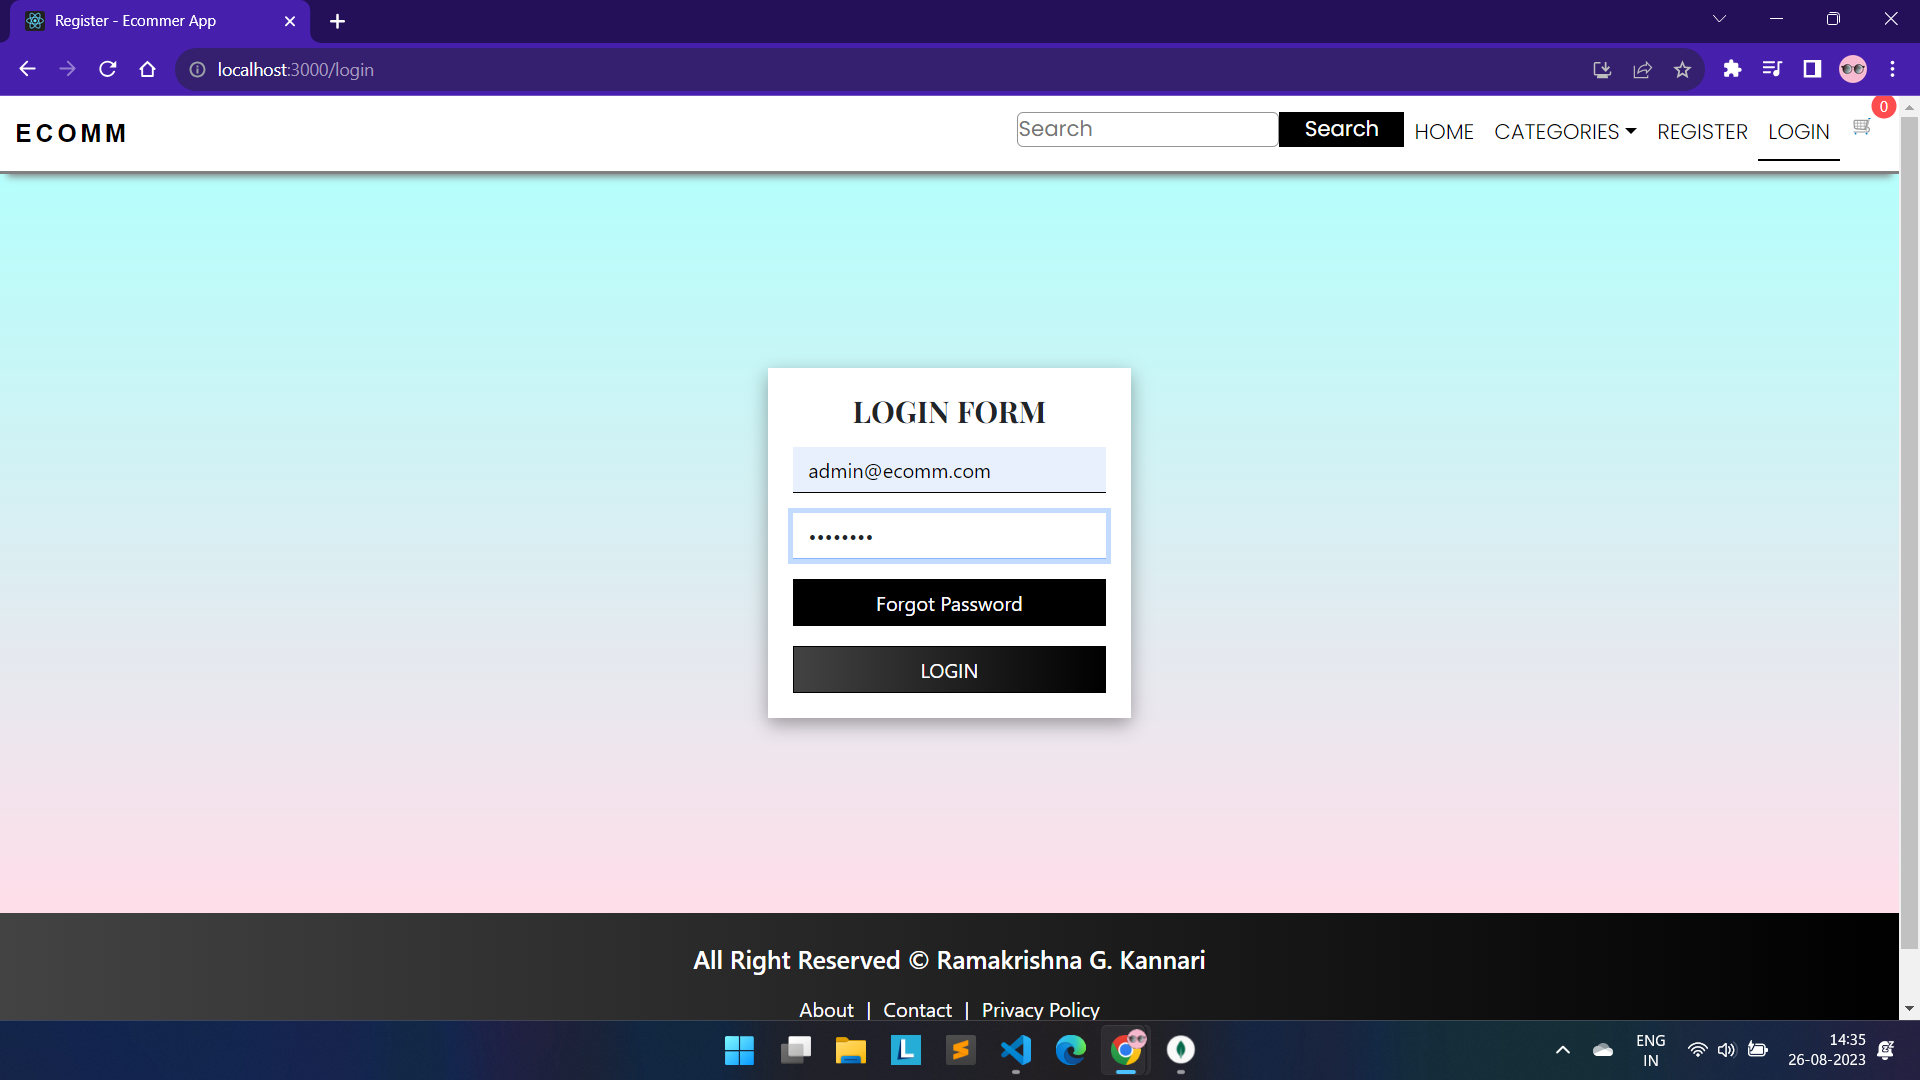 Register - Ecommer App
localhost:3000/login
ECOMM
Search
Search
HOME
CATEGORIES
REGISTER
LOGIN
0
LOGIN FORM
admin@ecomm.com
••••••••
Forgot Password
LOGIN
All Right Reserved © Ramakrishna G. Kannari
About | Contact | Privacy Policy
L
ENG
IN
14:35
26-08-2023